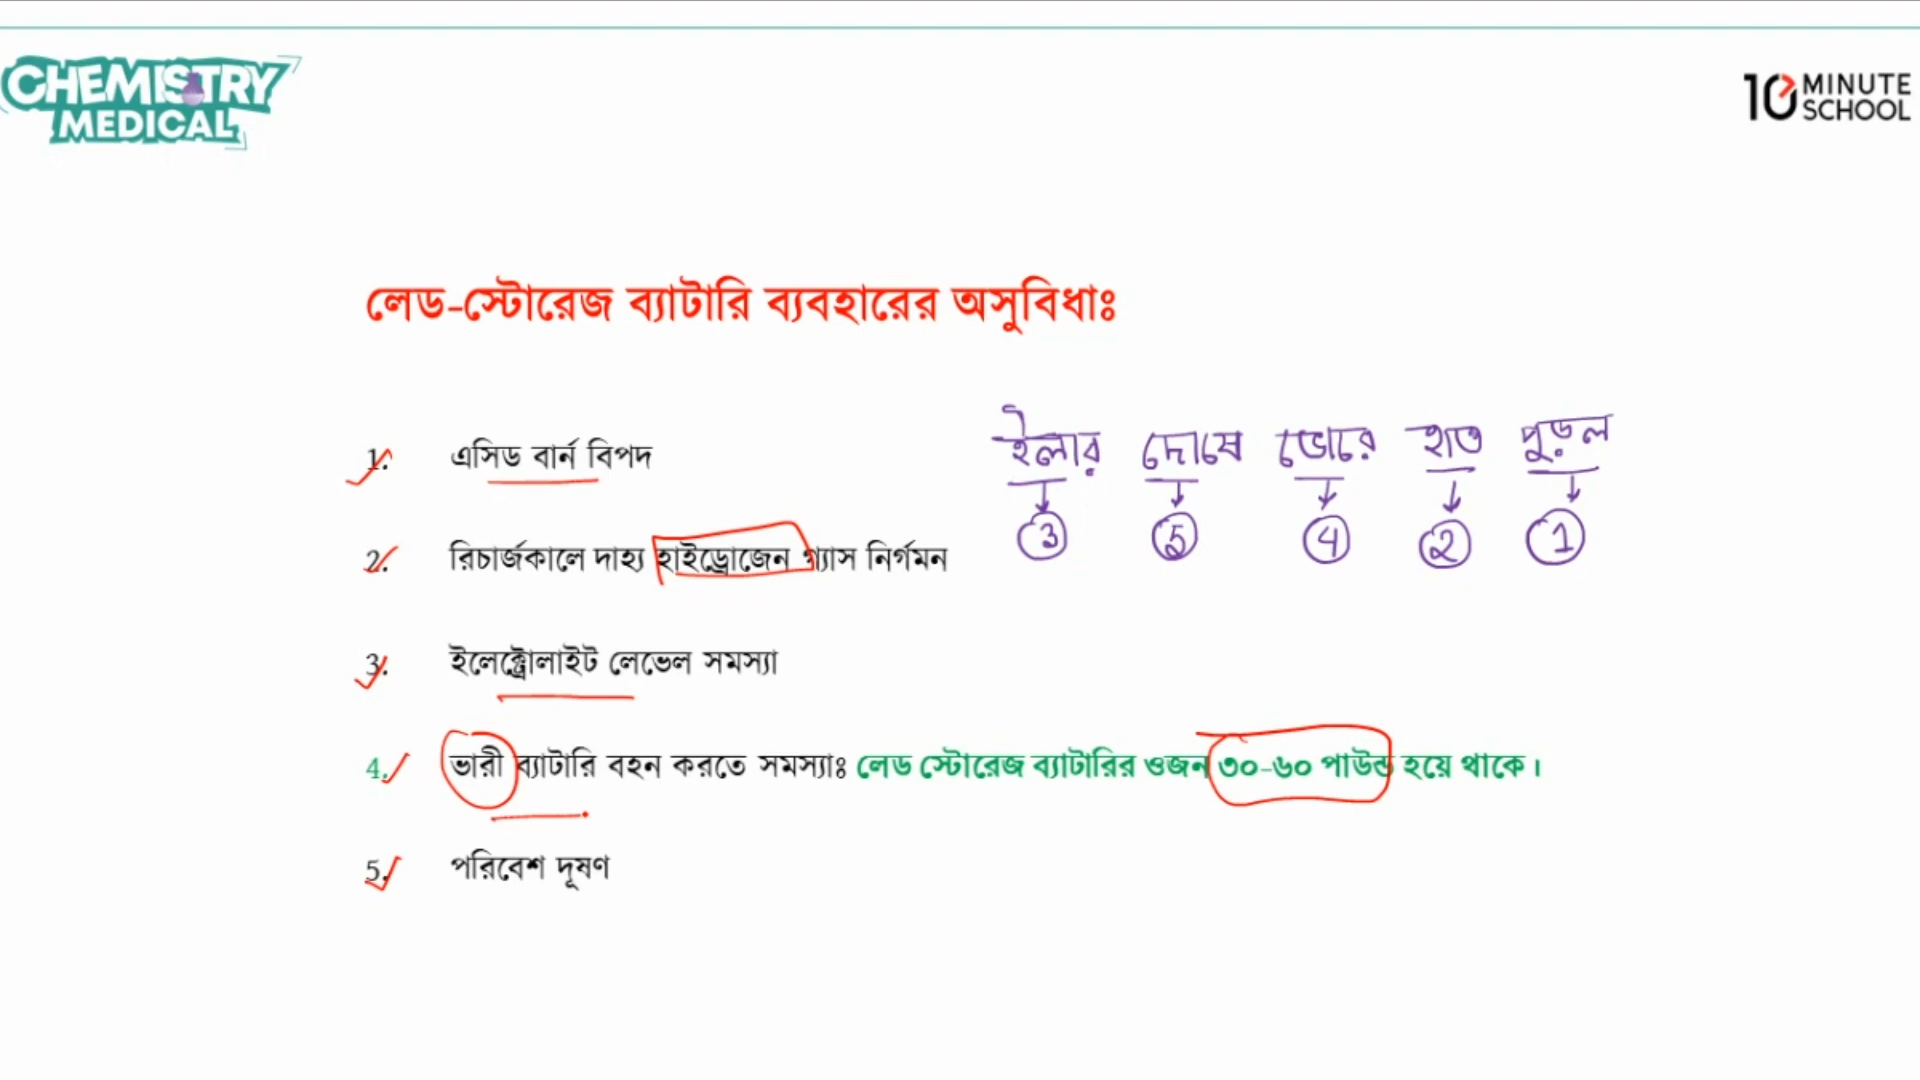 CHEMISTRY
MEDICAL
10 MINUTE
SCHOOL
লেড-স্টোরেজ ব্যাটারি ব্যবহারের অসুবিধাঃ
1. এসিড বার্ন বিপদ
ইলার দোষে ভোরে হাত পুড়ল
3 5 4 2 1
2. রিচার্জকালে দাহ্য হাইড্রোজেন গ্যাস নির্গমন
3. ইলেক্ট্রোলাইট লেভেল সমস্যা
4. ভারী ব্যাটারি বহন করতে সমস্যাঃ লেড স্টোরেজ ব্যাটারির ওজন ৩০-৬০ পাউন্ড হয়ে থাকে।
5. পরিবেশ দূষণ